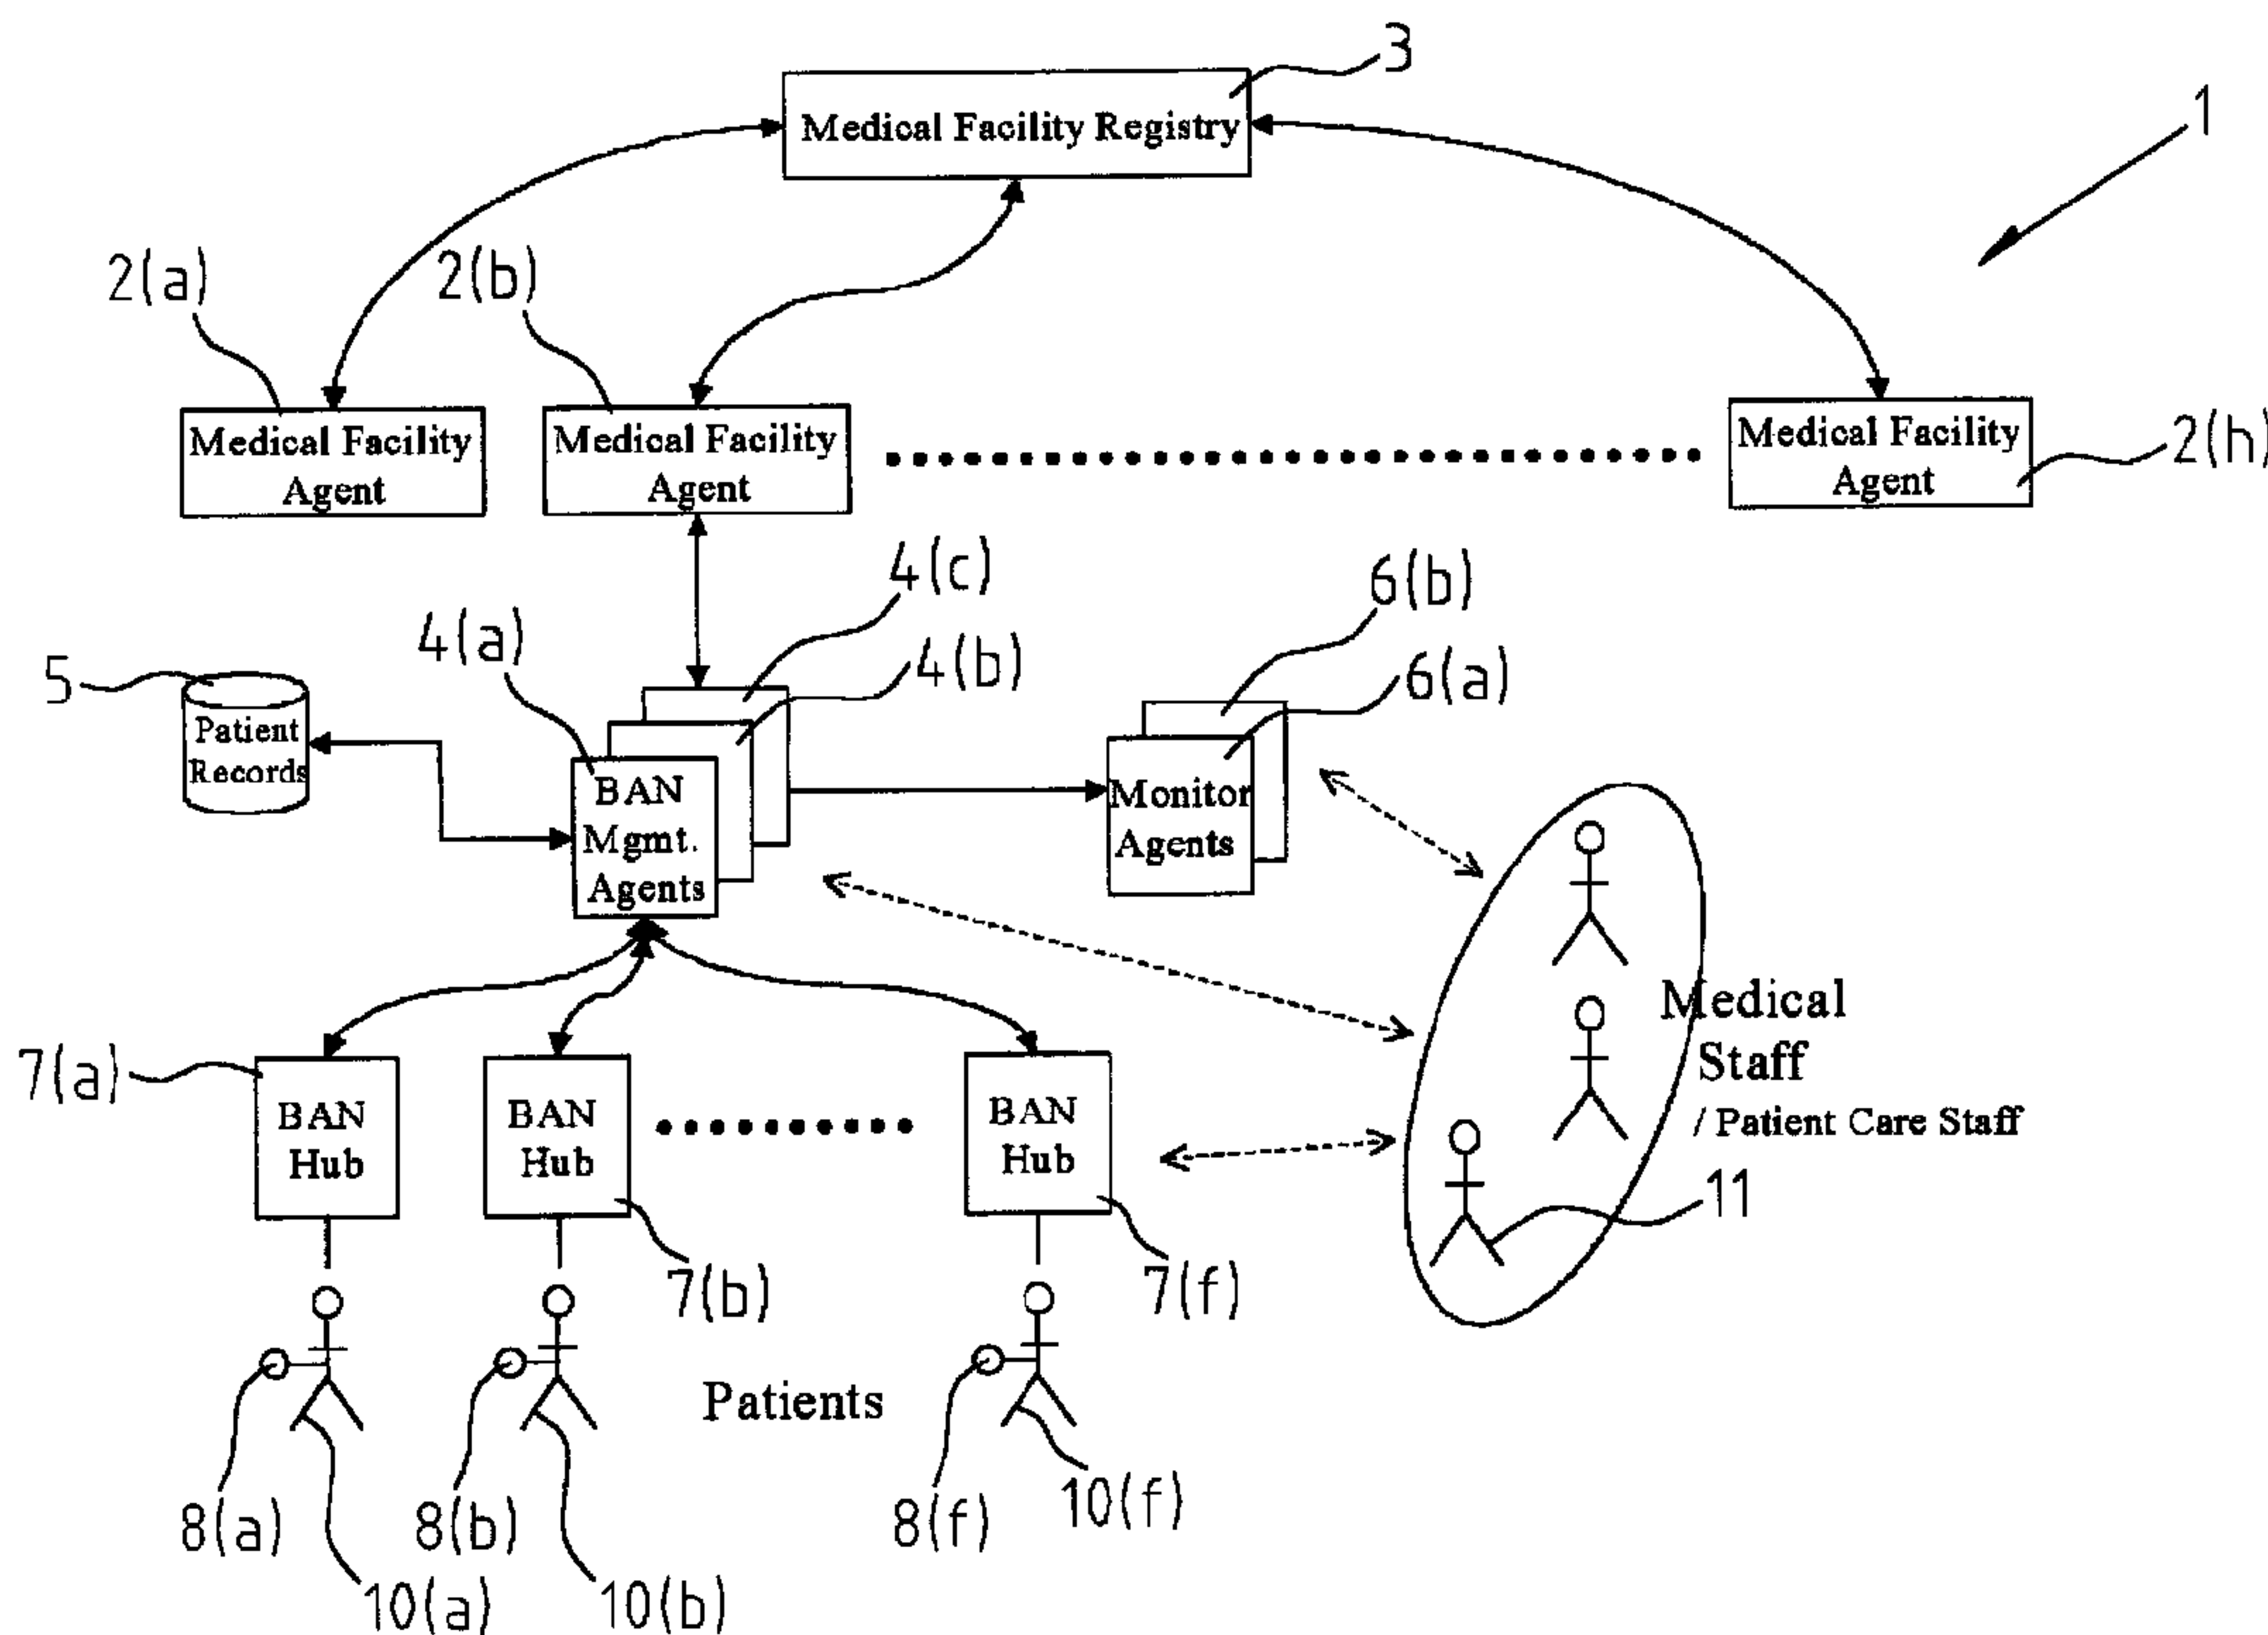 3
Medical Facility Registry
1
2(a)
2(b)
Medical Facility
Agent
Medical Facility
Agent
Medical Facility
Agent
2(h)
4(c)
6(b)
4(a)
4(b)
6(a)
5
Patient
Records
BAN
Mgmt.
Agents
Monitor
Agents
Medical
Staff
/ Patient Care Staff
7(a)
BAN
Hub
BAN
Hub
BAN
Hub
11
7(b)
7(f)
Patients
8(a)
8(b)
8(f)
10(f)
10(a)
10(b)